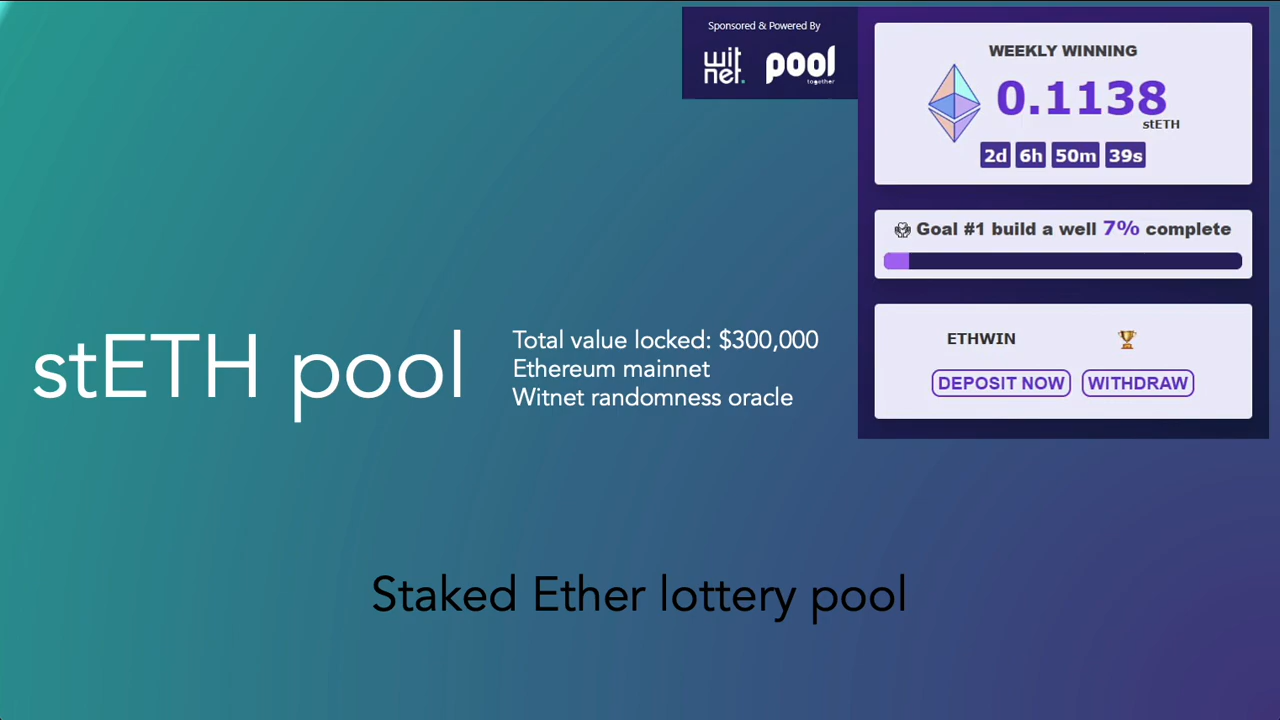 Sponsored & Powered By
wit
net.
pool
together
WEEKLY WINNING
0.1138
stETH
2d 6h 50m 39s
Goal #1 build a well 7% complete
ETHWIN
DEPOSIT NOW WITHDRAW
stETH pool
Total value locked: $300,000
Ethereum mainnet
Witnet randomness oracle
Staked Ether lottery pool